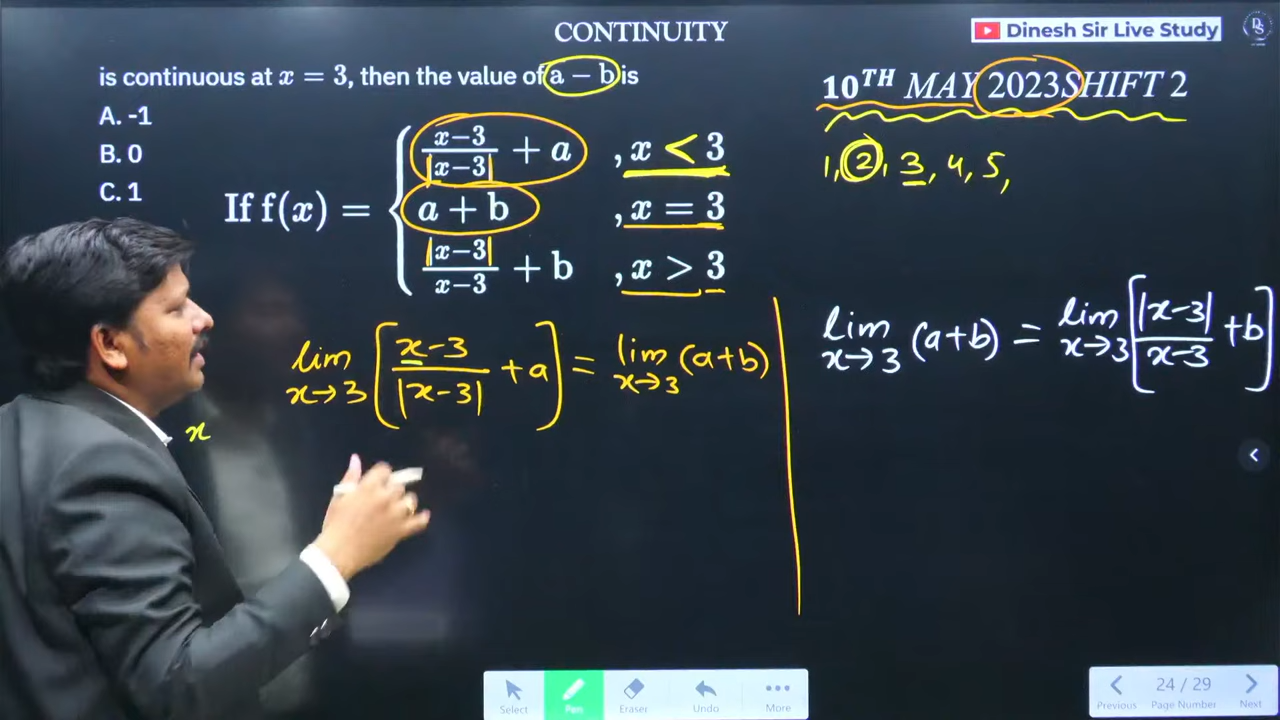 CONTINUITY
Dinesh Sir Live Study
DS
is continuous at x = 3, then the value of a − b is
10TH MAY 2023SHIFT 2
A. -1
B. 0
C. 1
1, 2, 3, 4, 5,
If f(x) = { (x−3)/|x−3| + a , x < 3
a + b , x = 3
|x−3|/(x−3) + b , x > 3
lim x→3 [ (x-3)/|x-3| + a ] = lim x→3 (a+b)
lim x→3 (a+b) = lim x→3 [ |x-3|/(x-3) + b ]
x
Select Pen Eraser Undo More
24 / 29
Previous Page Number Next